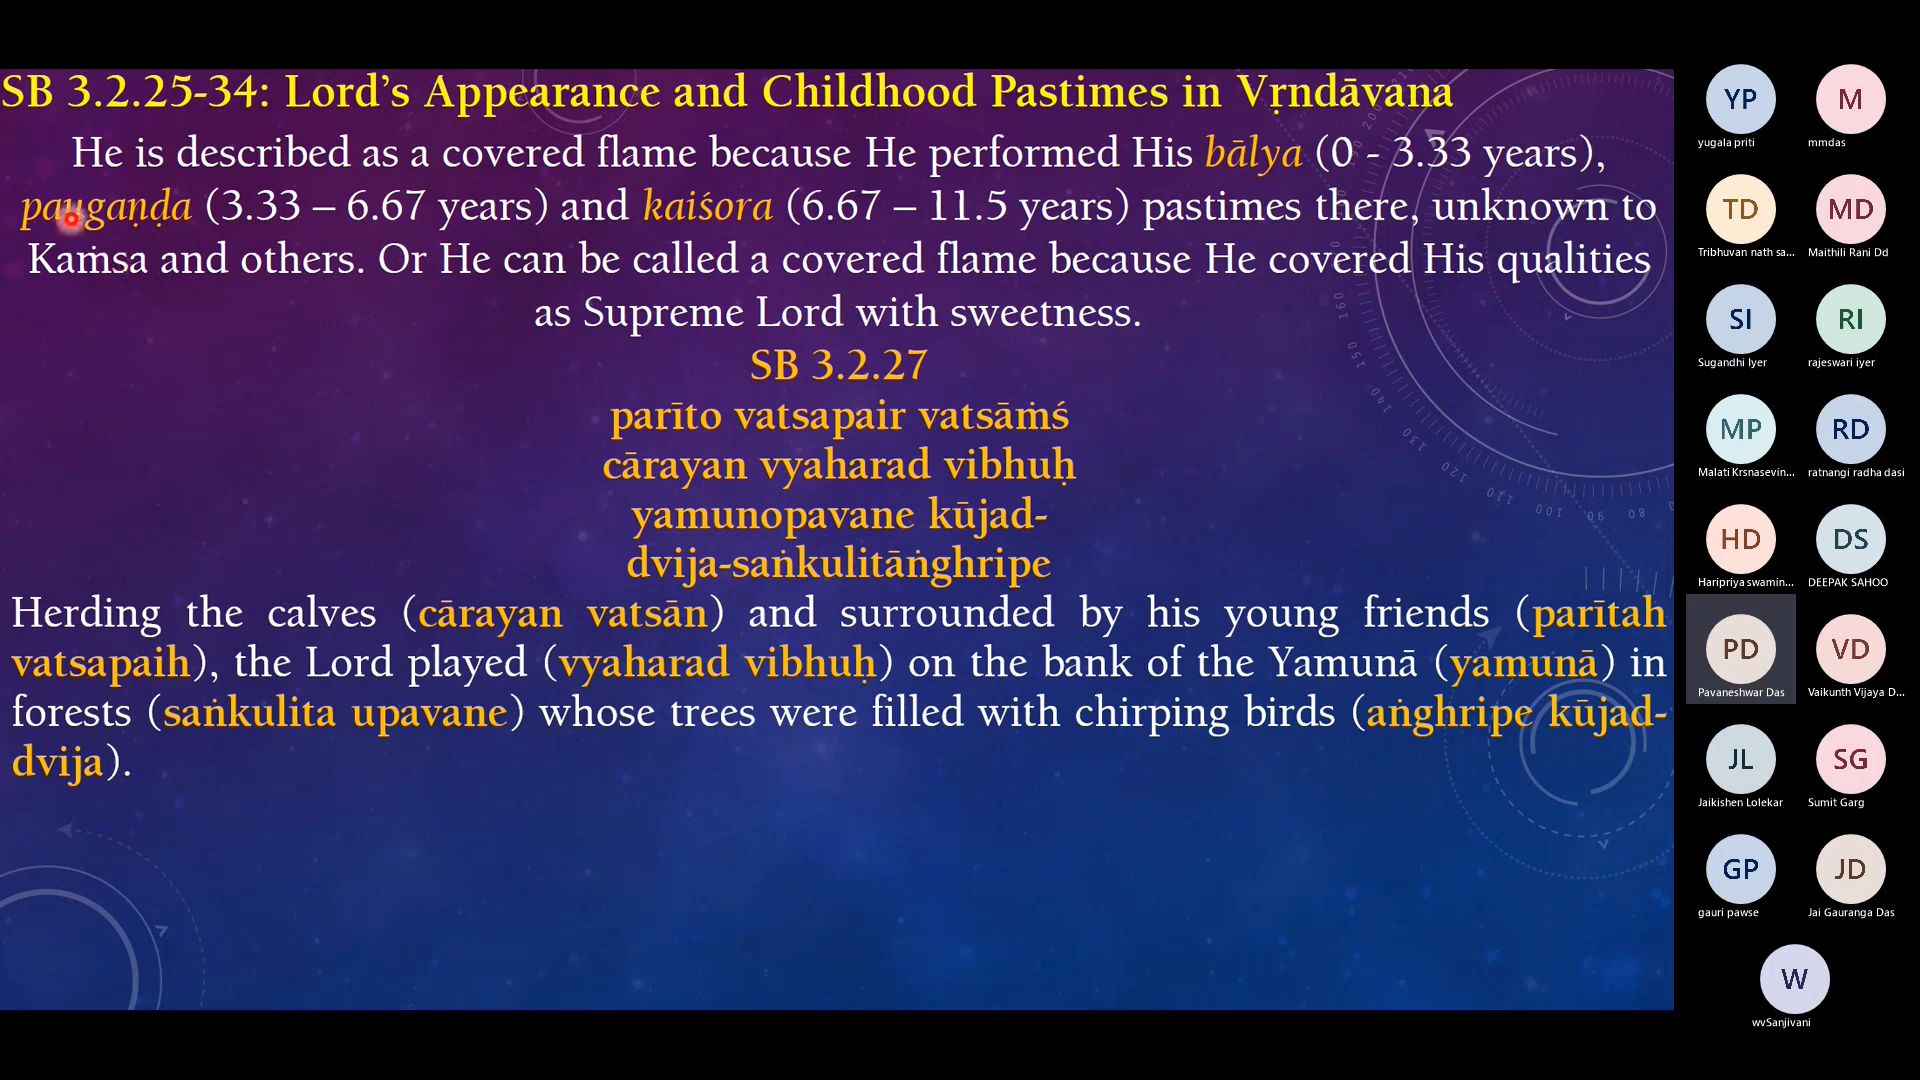 SB 3.2.25-34: Lord's Appearance and Childhood Pastimes in Vṛndāvana
He is described as a covered flame because He performed His bālya (0 - 3.33 years),
paugaṇḍa (3.33 – 6.67 years) and kaiśora (6.67 – 11.5 years) pastimes there, unknown to
Kaṁsa and others. Or He can be called a covered flame because He covered His qualities
as Supreme Lord with sweetness.
SB 3.2.27
parīto vatsapair vatsāṁś
cārayan vyaharad vibhuḥ
yamunopavane kūjad-
dvija-saṅkulitāṅghripe
Herding the calves (cārayan vatsān) and surrounded by his young friends (parītah
vatsapaih), the Lord played (vyaharad vibhuḥ) on the bank of the Yamunā (yamunā) in
forests (saṅkulita upavane) whose trees were filled with chirping birds (aṅghripe kūjad-
dvija).
YP M
yugala priti mmdas
TD MD
Tribhuvan nath sa... Maithili Rani Dd
SI RI
Sugandhi Iyer rajeswari iyer
MP RD
Malati Krsnasevin... ratnangi radha dasi
HD DS
Haripriya swamin... DEEPAK SAHOO
PD VD
Pavaneshwar Das Vaikunth Vijaya D...
JL SG
Jaikishen Lolekar Sumit Garg
GP JD
gauri pawse Jai Gauranga Das
W
wvSanjivani